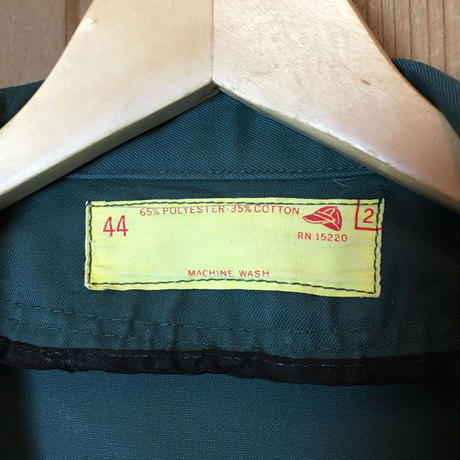 65% POLYESTER-35% COTTON
44
2
RN 15220
MACHINE WASH